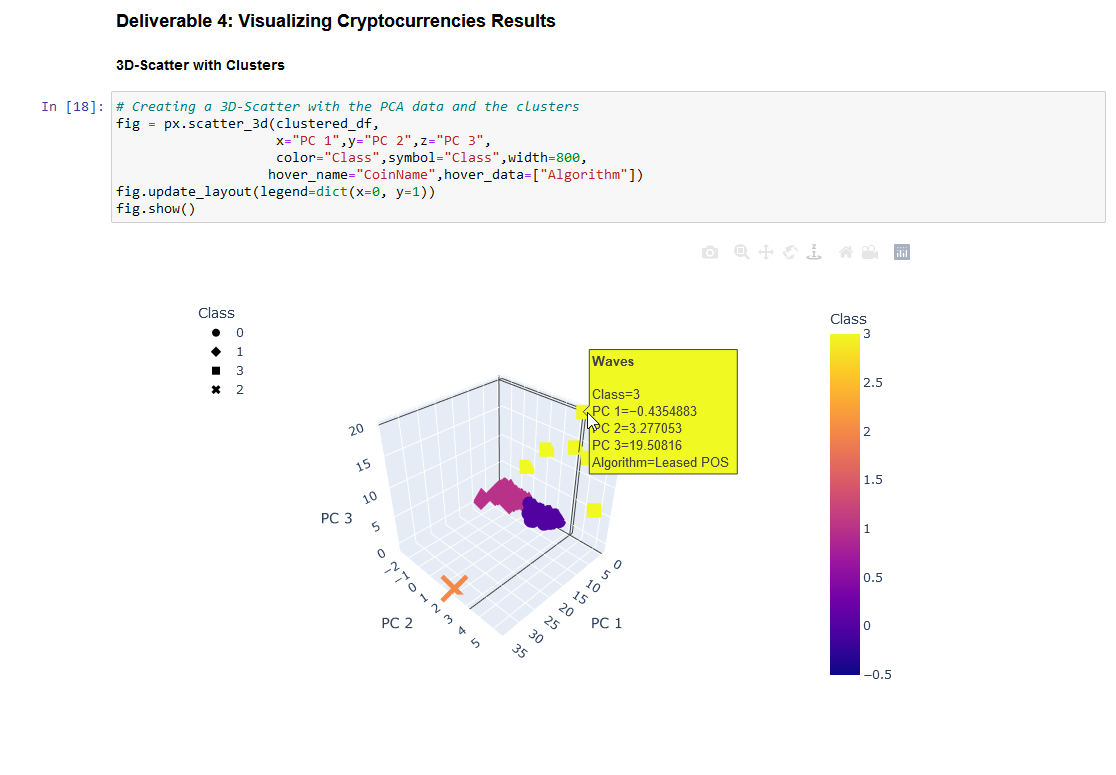 Deliverable 4: Visualizing Cryptocurrencies Results
3D-Scatter with Clusters
In [18]: # Creating a 3D-Scatter with the PCA data and the clusters
fig = px.scatter_3d(clustered_df,
x="PC 1",y="PC 2",z="PC 3",
color="Class",symbol="Class",width=800,
hover_name="CoinName",hover_data=["Algorithm"])
fig.update_layout(legend=dict(x=0, y=1))
fig.show()
Class
0
1
3
2
Waves
Class=3
PC 1=−0.4354883
PC 2=3.277053
PC 3=19.50816
Algorithm=Leased POS
20
15
10
5
0
PC 3
−2
−1
0
1
2
3
4
5
PC 2
0
5
10
15
20
25
30
35
PC 1
Class
3
2.5
2
1.5
1
0.5
0
−0.5